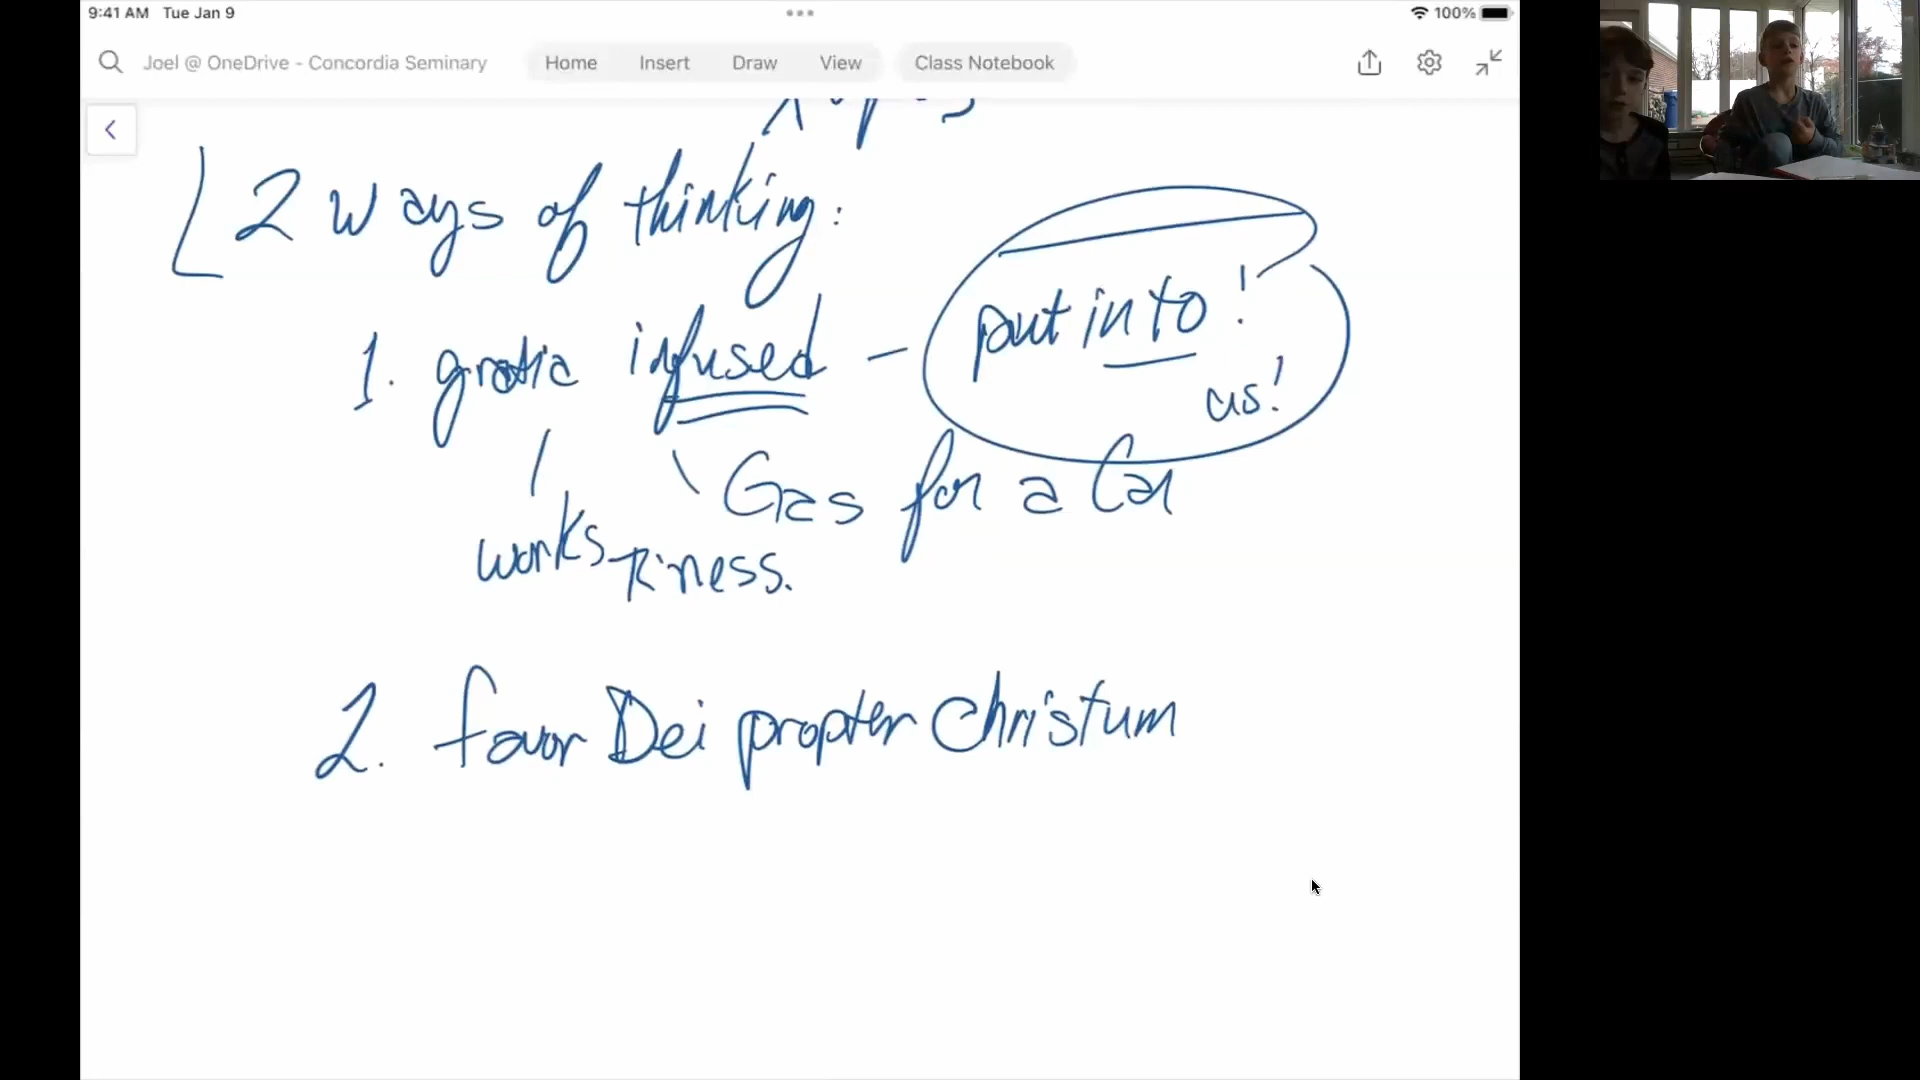 9:41 AM Tue Jan 9
100%
Joel @ OneDrive - Concordia Seminary Home Insert Draw View Class Notebook
2 ways of thinking:
1. gratia infused – put into!
us!
Gas for a Car
works-R'ness.
2. favor Dei propter Christum